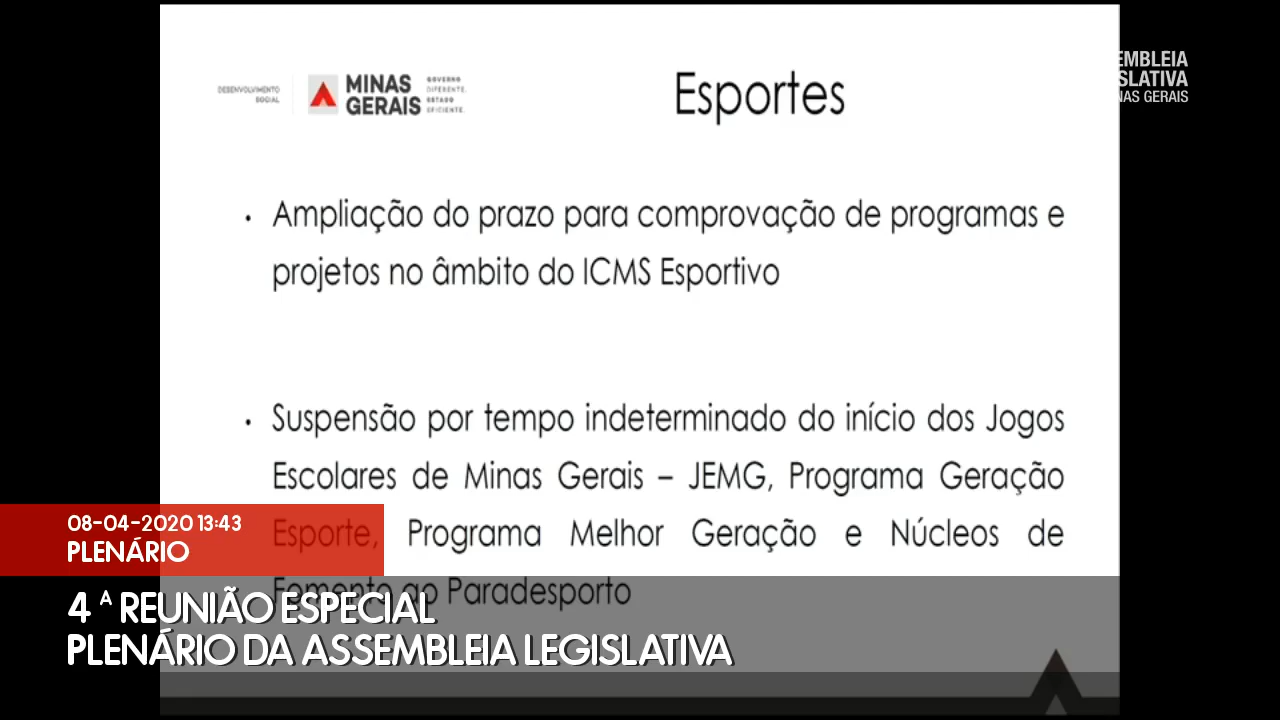 DESENVOLVIMENTO
SOCIAL
MINAS
GERAIS
GOVERNO
DIFERENTE.
ESTADO
EFICIENTE.
Esportes
EMBLEIA
ISLATIVA
NAS GERAIS
• Ampliação do prazo para comprovação de programas e
projetos no âmbito do ICMS Esportivo
• Suspensão por tempo indeterminado do início dos Jogos
Escolares de Minas Gerais – JEMG, Programa Geração
Esporte, Programa Melhor Geração e Núcleos de
Fomento ao Paradesporto
08-04-2020 13:43
PLENÁRIO
4 ª REUNIÃO ESPECIAL
PLENÁRIO DA ASSEMBLEIA LEGISLATIVA